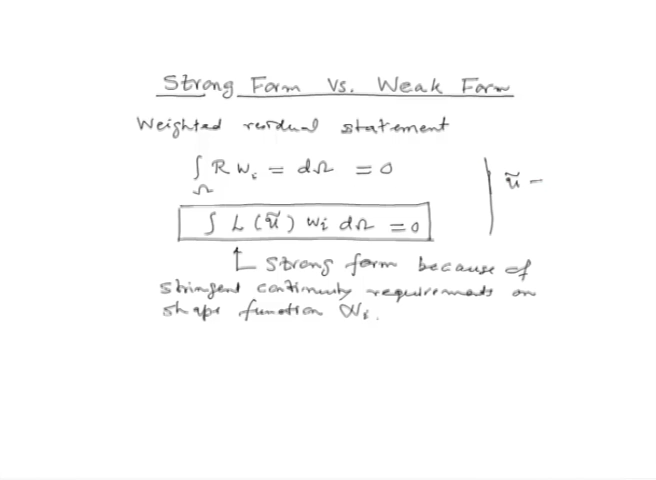 Strong Form Vs. Weak Form
Weighted residual statement
∫ R Wᵢ = dΩ = 0
Ω
ũ –
∫ L (ũ) Wᵢ dΩ = 0
Strong form because of
stringent continuity requirements on
shape function Nᵢ.